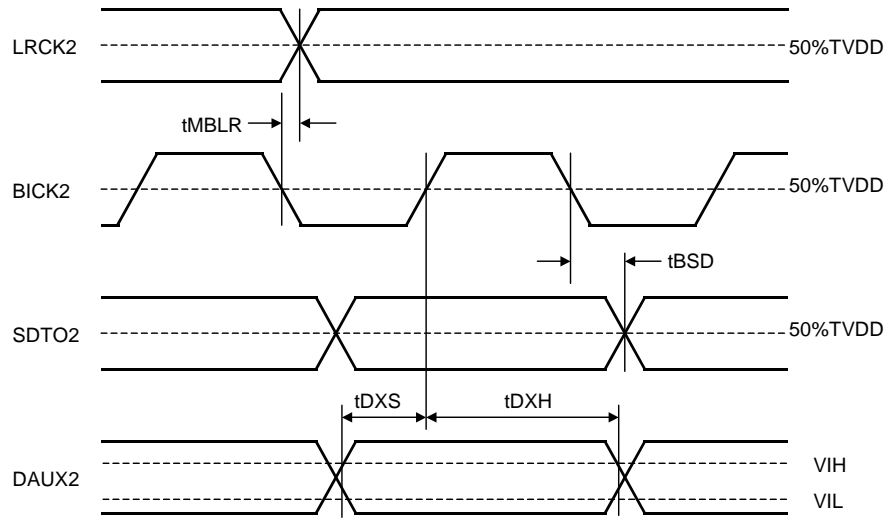 LRCK2
50%TVDD
tMBLR
BICK2
50%TVDD
tBSD
SDTO2
50%TVDD
tDXS
tDXH
VIH
DAUX2
VIL